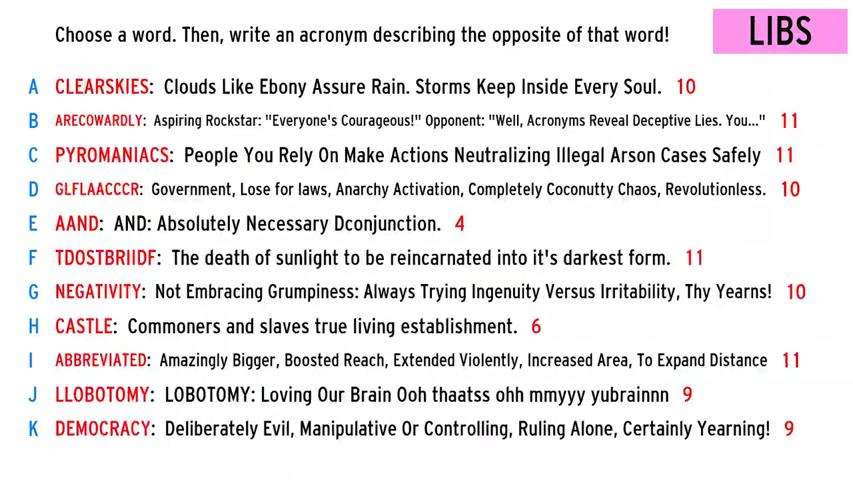 Choose a word. Then, write an acronym describing the opposite of that word!
LIBS
A CLEARSKIES: Clouds Like Ebony Assure Rain. Storms Keep Inside Every Soul. 10
B ARECOWARDLY: Aspiring Rockstar: "Everyone's Courageous!" Opponent: "Well, Acronyms Reveal Deceptive Lies. You..." 11
C PYROMANIACS: People You Rely On Make Actions Neutralizing Illegal Arson Cases Safely 11
D GLFLAACCCR: Government, Lose for laws, Anarchy Activation, Completely Coconutty Chaos, Revolutionless. 10
E AAND: AND: Absolutely Necessary Dconjunction. 4
F TDOSTBRIIDF: The death of sunlight to be reincarnated into it's darkest form. 11
G NEGATIVITY: Not Embracing Grumpiness: Always Trying Ingenuity Versus Irritability, Thy Yearns! 10
H CASTLE: Commoners and slaves true living establishment. 6
I ABBREVIATED: Amazingly Bigger, Boosted Reach, Extended Violently, Increased Area, To Expand Distance 11
J LLOBOTOMY: LOBOTOMY: Loving Our Brain Ooh thaatss ohh mmyyy yubrainnn 9
K DEMOCRACY: Deliberately Evil, Manipulative Or Controlling, Ruling Alone, Certainly Yearning! 9